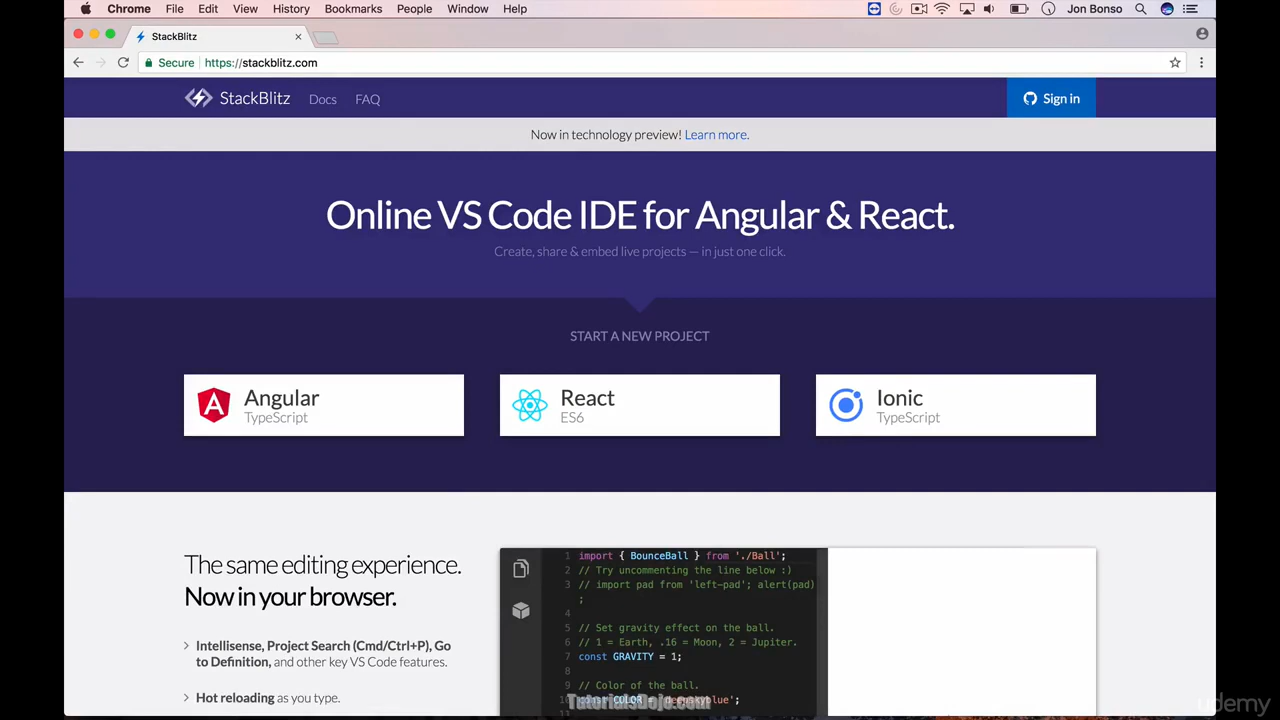 Chrome File Edit View History Bookmarks People Window Help Jon Bonso
StackBlitz
Secure https://stackblitz.com
StackBlitz Docs FAQ Sign in
Now in technology preview! Learn more.
Online VS Code IDE for Angular & React.
Create, share & embed live projects — in just one click.
START A NEW PROJECT
Angular
TypeScript
React
ES6
Ionic
TypeScript
The same editing experience.
Now in your browser.
Intellisense, Project Search (Cmd/Ctrl+P), Go
to Definition, and other key VS Code features.
Hot reloading as you type.
1 import { BounceBall } from './Ball';
2 // Try uncommenting the line below :)
3 // import pad from 'left-pad'; alert(pad)
;
4
5 // Set gravity effect on the ball.
6 // 1 = Earth, .16 = Moon, 2 = Jupiter.
7 const GRAVITY = 1;
8
9 // Color of the ball.
TutorialsDojo.com
udemy